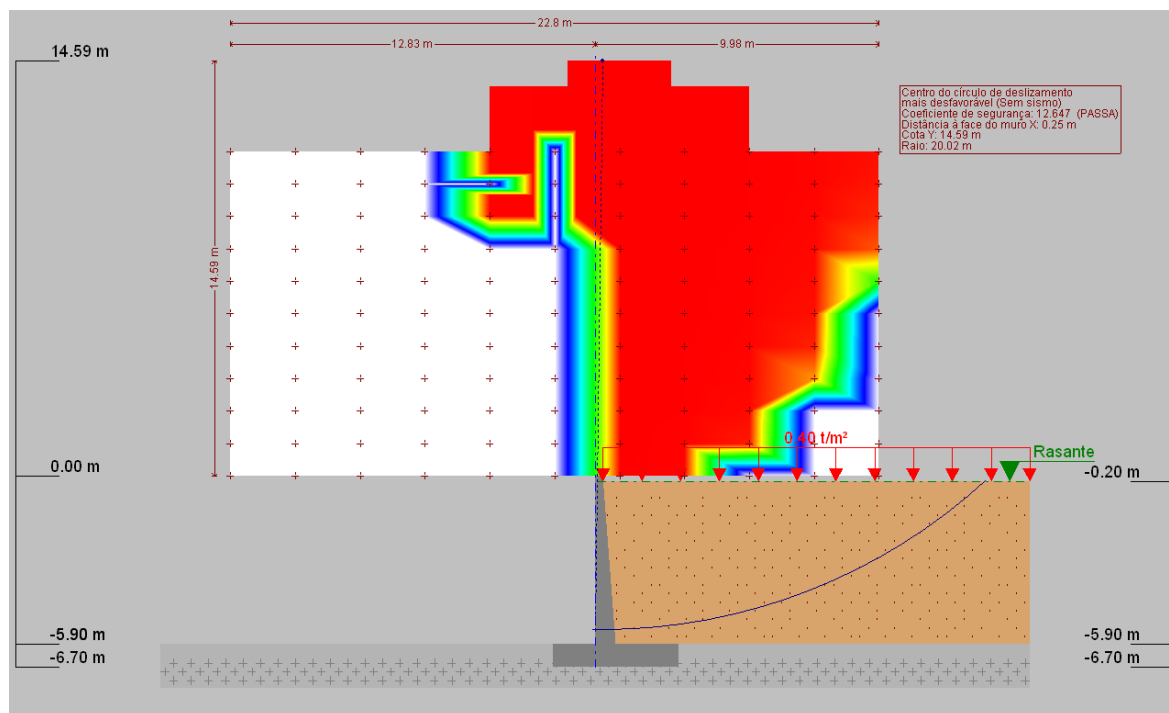 22.8 m
12.83 m
9.98 m
14.59 m
14.59 m
Centro do círculo de deslizamento
mais desfavorável (Sem sismo)
Coeficiente de segurança: 12.647 (PASSA)
Distância à face do muro X: 0.25 m
Cota Y: 14.59 m
Raio: 20.02 m
0.40 t/m²
Rasante
0.00 m
-0.20 m
-5.90 m
-6.70 m
-5.90 m
-6.70 m